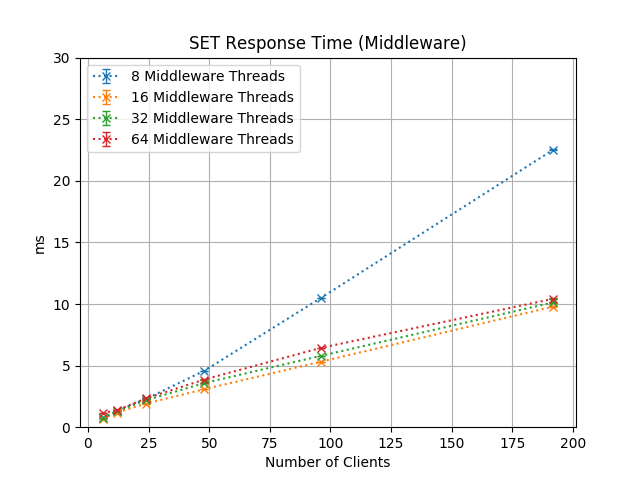 SET Response Time (Middleware)
30
25
20
15
10
5
0
ms
8 Middleware Threads
16 Middleware Threads
32 Middleware Threads
64 Middleware Threads
0 25 50 75 100 125 150 175 200
Number of Clients